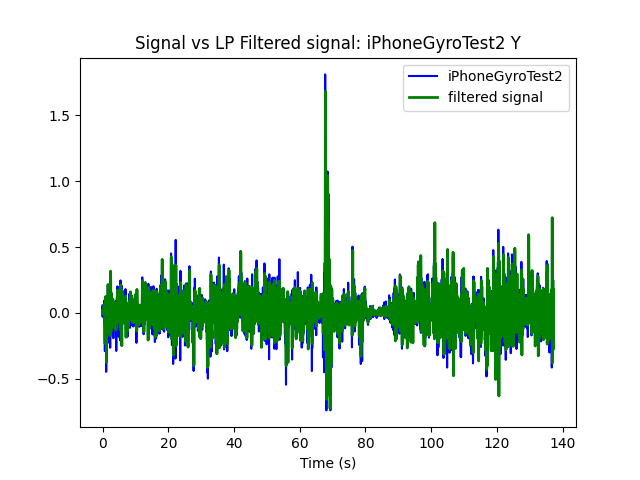 Signal vs LP Filtered signal: iPhoneGyroTest2 Y
iPhoneGyroTest2
filtered signal
1.5
1.0
0.5
0.0
−0.5
0 20 40 60 80 100 120 140
Time (s)